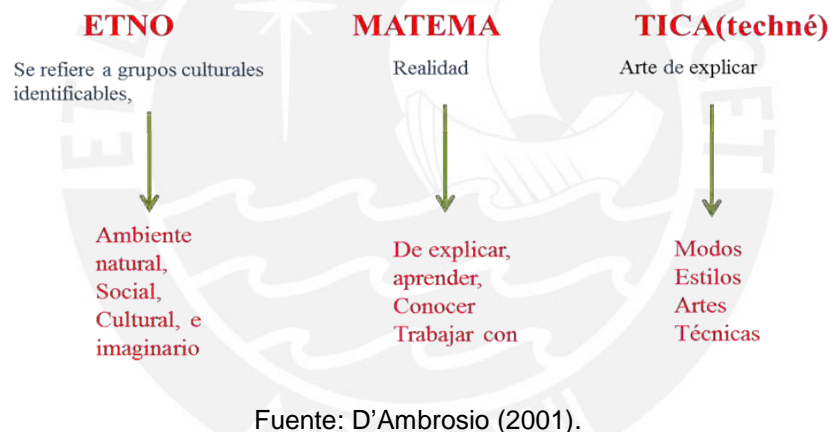 ETNO
Se refiere a grupos culturales
identificables,
Ambiente
natural,
Social,
Cultural, e
imaginario
MATEMA
Realidad
De explicar,
aprender,
Conocer
Trabajar con
TICA(techné)
Arte de explicar
Modos
Estilos
Artes
Técnicas
Fuente: D’Ambrosio (2001).